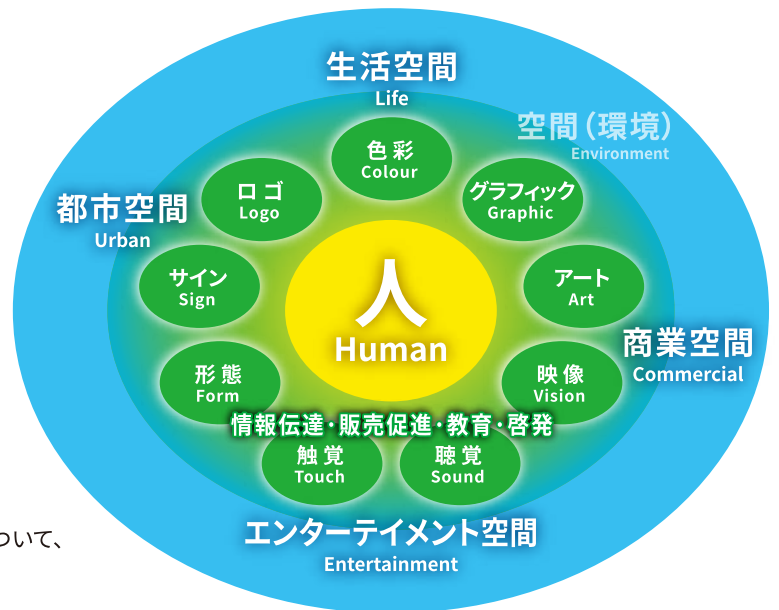 生活空間
Life
空間（環境）
Environment
色彩
Colour
ロゴ
Logo
グラフィック
Graphic
都市空間
Urban
サイン
Sign
アート
Art
人
Human
商業空間
Commercial
形態
Form
映像
Vision
情報伝達・販売促進・教育・啓発
触覚
Touch
聴覚
Sound
エンターテイメント空間
Entertainment
ついて、